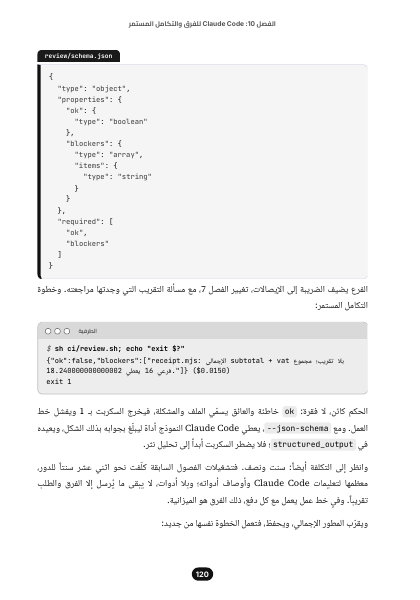 الفصل 10: Claude Code للفرق والتكامل المستمر
review/schema.json
{
"type": "object",
"properties": {
"ok": {
"type": "boolean"
},
"blockers": {
"type": "array",
"items": {
"type": "string"
}
}
},
"required": [
"ok",
"blockers"
]
}
الفرع يضيف الضريبة إلى الإيصالات، تغيير الفصل 7، مع مسألة التقريب التي وجدتها مراجعته. وخطوة
التكامل المستمر:
الطرفية
$ sh ci/review.sh; echo "exit $?"
{"ok":false,"blockers":["receipt.mjs: الإجمالي subtotal + vat بلا تقريب؛ مجموع
فرعي 16 يعطي 18.240000000000002."]} ($0.0150)
exit 1
الحكم كائن، لا فقرة: ok خاطئة والعائق يسمّي الملف والمشكلة، فيخرج السكربت بـ 1 ويفشل خط
العمل. ومع --json-schema، يعطي Claude Code النموذج أداة ليبلّغ بجوابه بذلك الشكل، ويعيده
في structured_output؛ فلا يضطر السكربت أبداً إلى تحليل نثر.
وانظر إلى التكلفة أيضاً: سنت ونصف. فتشغيلات الفصول السابقة كلّفت نحو اثني عشر سنتاً للدور،
معظمها لتعليمات Claude Code وأوصاف أدواته؛ وبلا أدوات، لا يبقى ما يُرسل إلا الفرق والطلب
تقريباً. وفي خط عمل يعمل مع كل دفع، ذلك الفرق هو الميزانية.
ويقرّب المطور الإجمالي، ويحفظ، فتعمل الخطوة نفسها من جديد:
120